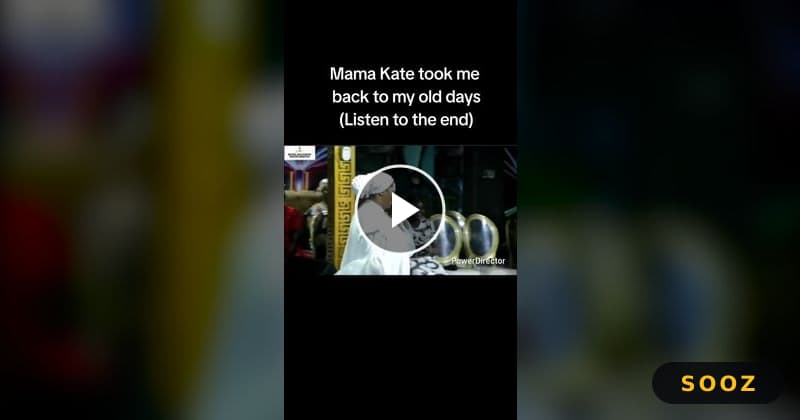 Mama Kate took me
back to my old days
(Listen to the end)
PowerDirector
SOOZ